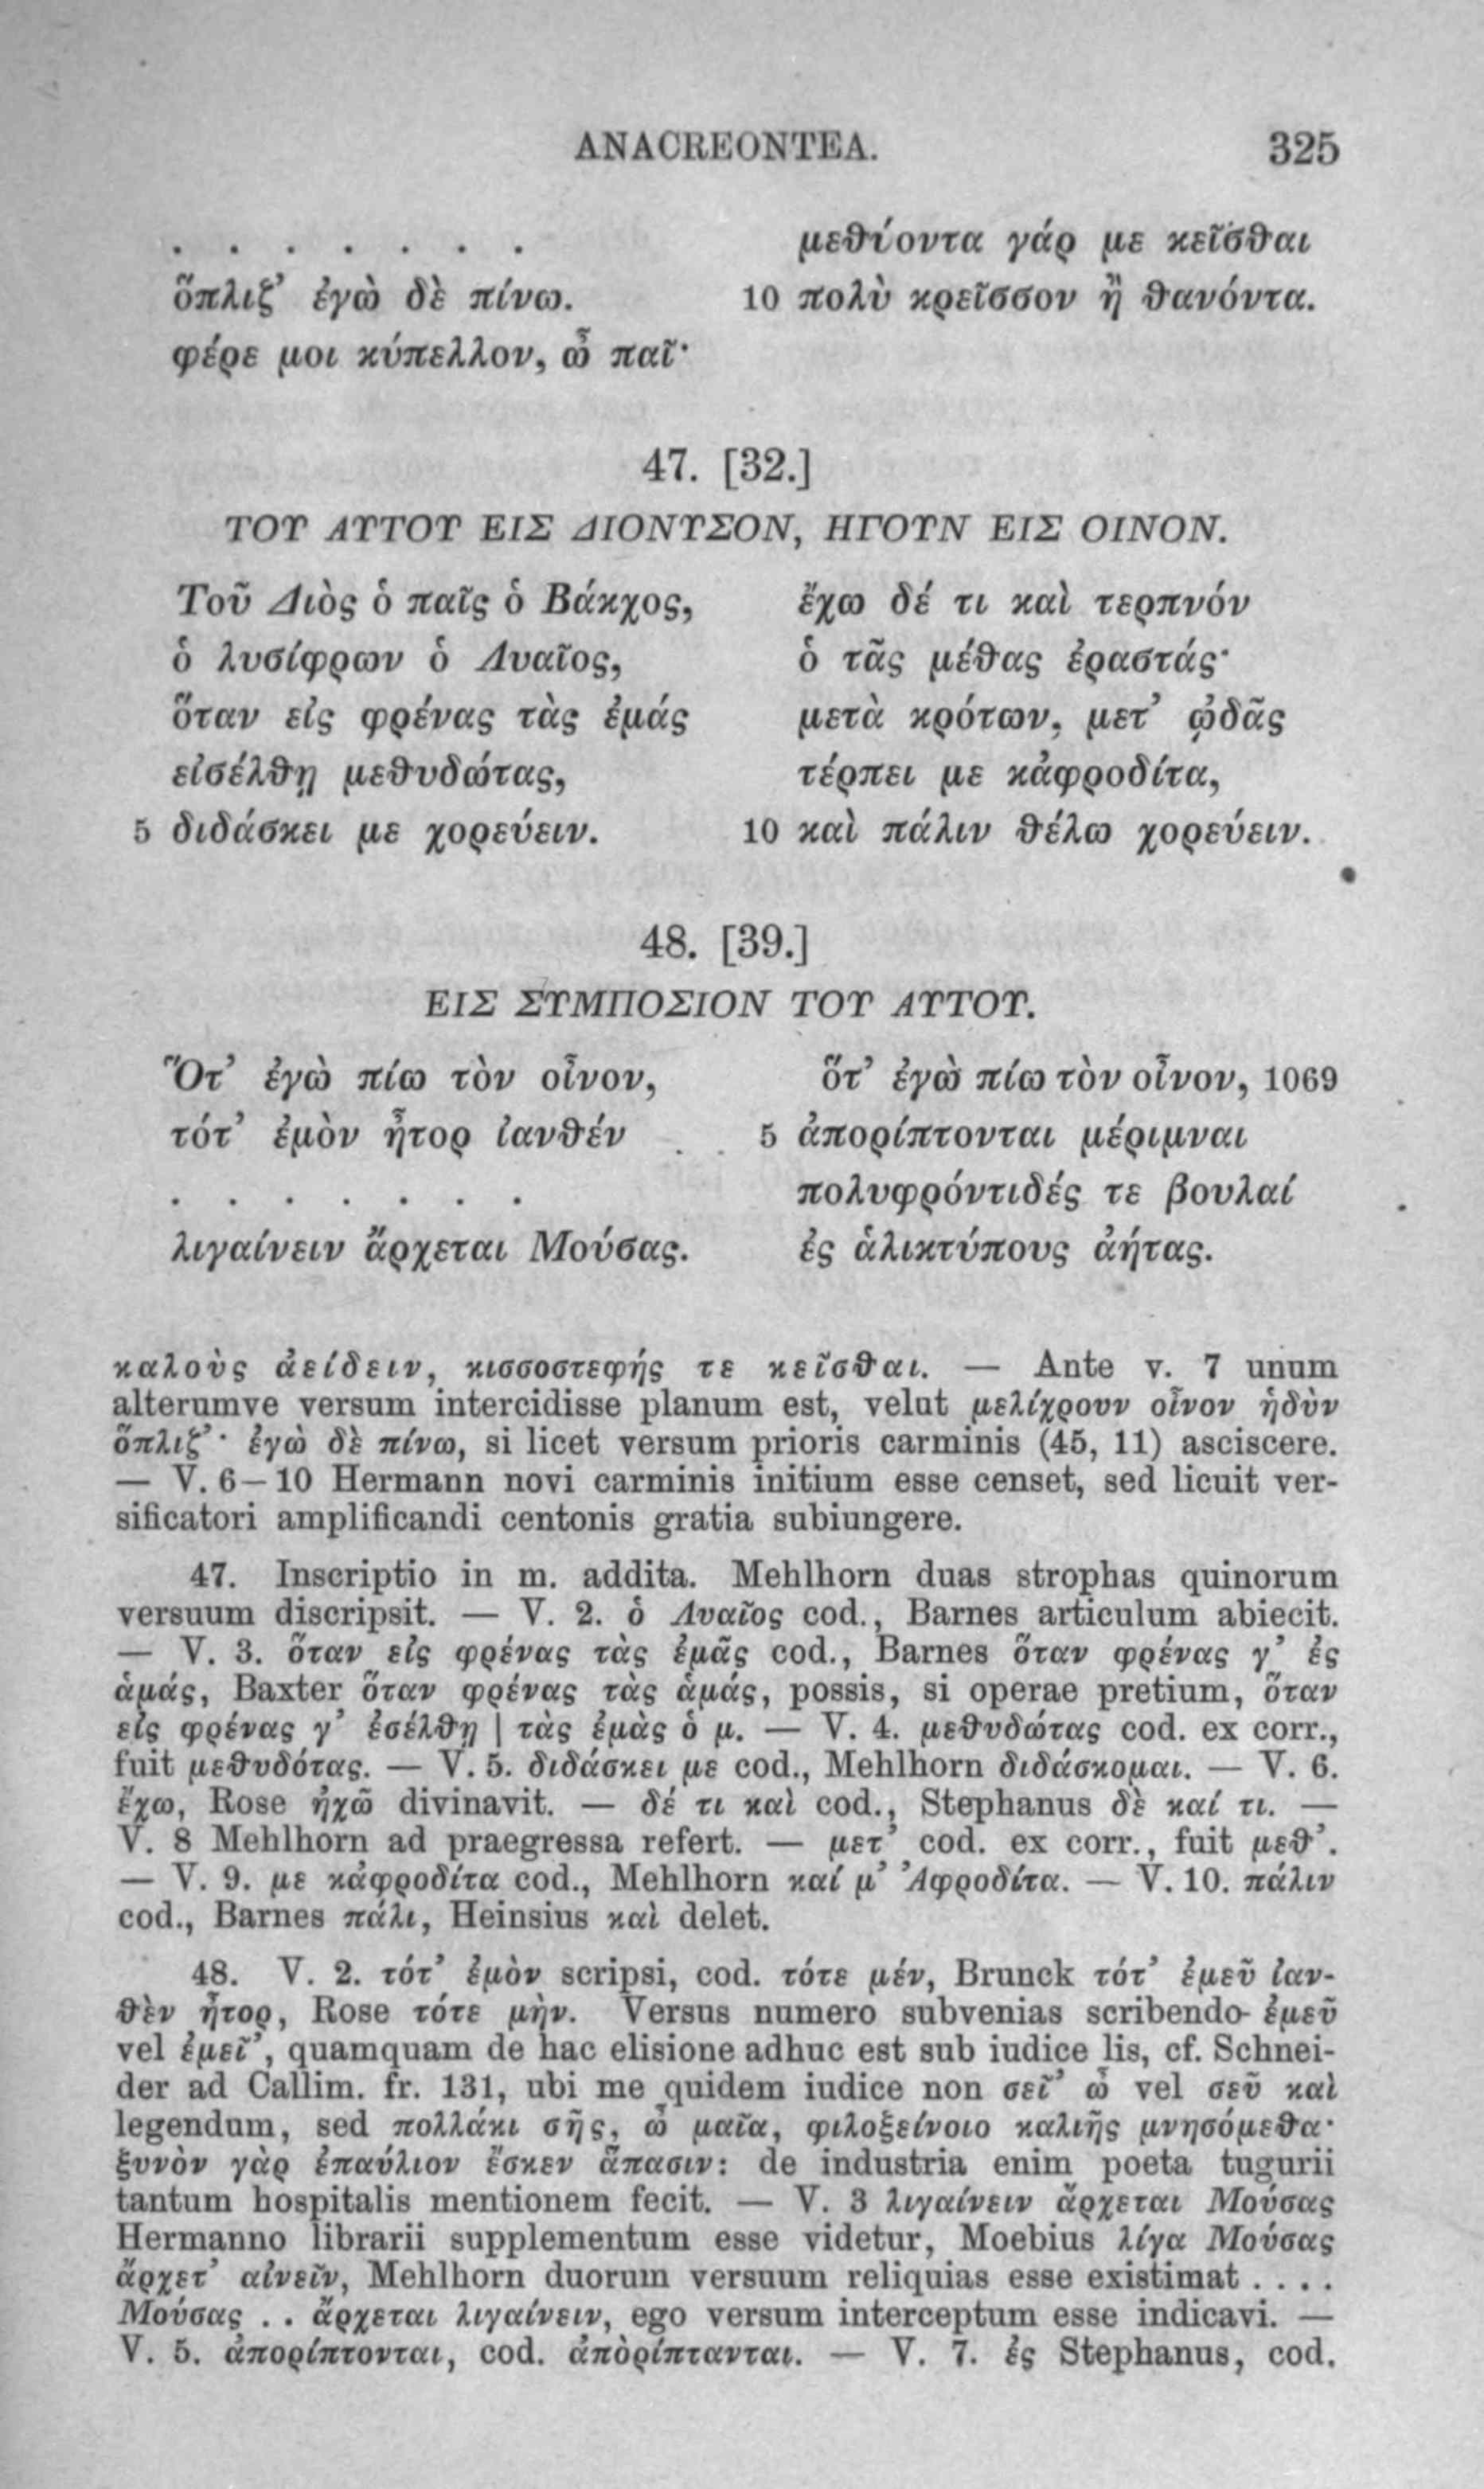 ANACREONTEA. 325
. . . . . . .
ὅπλιζ’ ἐγὼ δὲ πίνω.
φέρε μοι κύπελλον, ὦ παῖ·
μεθύοντα γάρ με κεῖσθαι
10 πολὺ κρεῖσσον ἢ θανόντα.
47. [32.]
ΤΟΥ ΑΥΤΟΥ ΕΙΣ ΔΙΟΝΥΣΟΝ, ΗΓΟΥΝ ΕΙΣ ΟΙΝΟΝ.
Τοῦ Διὸς ὁ παῖς ὁ Βάκχος,
ὁ λυσίφρων ὁ Λυαῖος,
ὅταν εἰς φρένας τὰς ἐμάς
εἰσέλθῃ μεθυδώτας,
5 διδάσκει με χορεύειν.
ἔχω δέ τι καὶ τερπνόν
ὁ τᾶς μέθας ἐραστάς·
μετὰ κρότων, μετ’ ᾠδᾶς
τέρπει με κἀφροδίτα,
10 καὶ πάλιν θέλω χορεύειν.
48. [39.]
ΕΙΣ ΣΥΜΠΟΣΙΟΝ ΤΟΥ ΑΥΤΟΥ.
Ὅτ’ ἐγὼ πίω τὸν οἶνον,
τότ’ ἐμὸν ἦτορ ἰανθέν
. . . . . . .
λιγαίνειν ἄρχεται Μούσας.
ὅτ’ ἐγὼ πίω τὸν οἶνον, 1069
5 ἀπορίπτονται μέριμναι
πολυφρόντιδές τε βουλαί
ἐς ἁλικτύπους ἀήτας.
καλοὺς ἀείδειν, κισσοστεφής τε κεῖσθαι. — Ante v. 7 unum
alterumve versum intercidisse planum est, velut μελίχρουν οἶνον ἡδὺν
ὅπλιζ’· ἐγὼ δὲ πίνω, si licet versum prioris carminis (45, 11) asciscere.
— V. 6—10 Hermann novi carminis initium esse censet, sed licuit ver-
sificatori amplificandi centonis gratia subiungere.
47. Inscriptio in m. addita. Mehlhorn duas strophas quinorum
versuum discripsit. — V. 2. ὁ Λυαῖος cod., Barnes articulum abiecit.
— V. 3. ὅταν εἰς φρένας τὰς ἐμᾶς cod., Barnes ὅταν φρένας γ’ ἐς
ἁμάς, Baxter ὅταν φρένας τὰς ἁμάς, possis, si operae pretium, ὅταν
εἰς φρένας γ’ ἐσέλθῃ | τὰς ἐμὰς ὁ μ. — V. 4. μεθυδώτας cod. ex corr.,
fuit μεθυδότας. — V. 5. διδάσκει με cod., Mehlhorn διδάσκομαι. — V. 6.
ἔχω, Rose ἠχῶ divinavit. — δέ τι καὶ cod., Stephanus δὲ καί τι. —
V. 8 Mehlhorn ad praegressa refert. — μετ’ cod. ex corr., fuit μεθ’.
— V. 9. με κἀφροδίτα cod., Mehlhorn καί μ’ Ἀφροδίτα. — V. 10. πάλιν
cod., Barnes πάλι, Heinsius καὶ delet.
48. V. 2. τότ’ ἐμὸν scripsi, cod. τότε μέν, Brunck τότ’ ἐμεῦ ἰαν-
θὲν ἦτορ, Rose τότε μὴν. Versus numero subvenias scribendo ἐμεῦ
vel ἐμεῖ’, quamquam de hac elisione adhuc est sub iudice lis, cf. Schnei-
der ad Callim. fr. 131, ubi me quidem iudice non σεῖ’ ὦ vel σεῦ καὶ
legendum, sed πολλάκι σῆς, ὦ μαῖα, φιλοξείνοιο καλιῆς μνησόμεθα·
ξυνὸν γὰρ ἐπαύλιον ἔσκεν ἅπασιν: de industria enim poeta tugurii
tantum hospitalis mentionem fecit. — V. 3 λιγαίνειν ἄρχεται Μούσας
Hermanno librarii supplementum esse videtur, Moebius λίγα Μούσας
ἄρχετ’ αἰνεῖν, Mehlhorn duorum versuum reliquias esse existimat . . . .
Μούσας . . ἄρχεται λιγαίνειν, ego versum interceptum esse indicavi. —
V. 5. ἀπορίπτονται, cod. ἀπὸρίπτανται. — V. 7. ἐς Stephanus, cod.